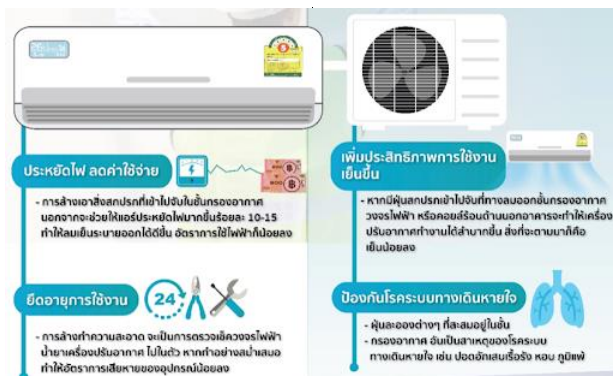 ประหยัดไฟ ลดค่าใช้จ่าย
- การล้างเอาสิ่งสกปรกที่เข้าไปจับในชั้นกรองอากาศ
นอกจากจะช่วยให้แอร์ประหยัดไฟมากขึ้นร้อยละ 10-15
ทำให้ลมเย็นระบายออกได้ดีขึ้น อัตราการใช้ไฟฟ้าก็น้อยลง
ยืดอายุการใช้งาน
24
- การล้างทำความสะอาด จะเป็นการตรวจเช็ควงจรไฟฟ้า
น้ำยาเครื่องปรับอากาศ ไปในตัว หากทำอย่างสม่ำเสมอ
ทำให้อัตราการเสียหายของอุปกรณ์น้อยลง
เพิ่มประสิทธิภาพการใช้งาน
เย็นขึ้น
- หากมีฝุ่นสกปรกเข้าไปจับที่ทางลมออกชั้นกรองอากาศ
วงจรไฟฟ้า หรือคอยล์ร้อนด้านนอกอาคารจะทำให้เครื่อง
ปรับอากาศทำงานได้ลำบากขึ้น สิ่งที่จะตามมาก็คือ
เย็นน้อยลง
ป้องกันโรคระบบทางเดินหายใจ
- ฝุ่นละอองต่างๆ ที่สะสมอยู่ในชั้น
- กรองอากาศ อันเป็นสาเหตุของโรคระบบ
ทางเดินหายใจ เช่น ปอดอักเสบเรื้อรัง หอบ ภูมิแพ้